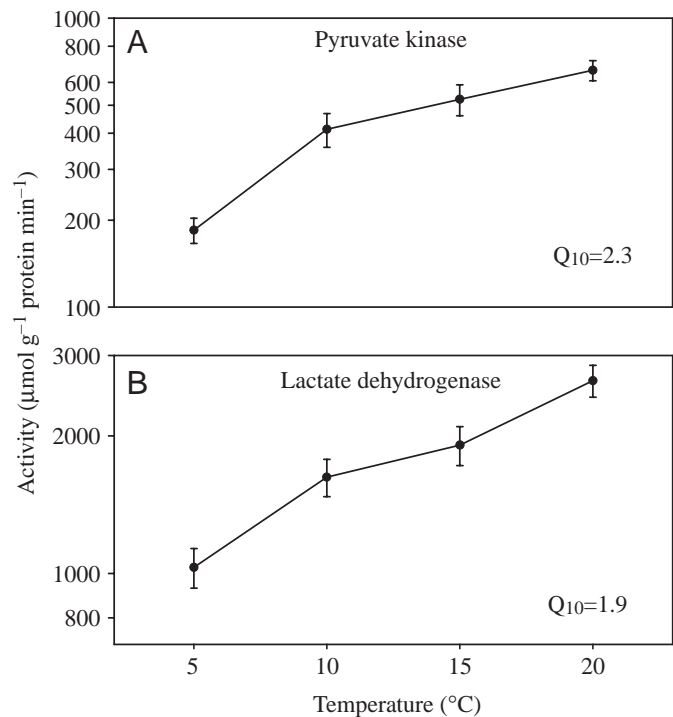 Activity (µmol g⁻¹ protein min⁻¹)
A
Pyruvate kinase
1000
800
600
500
400
300
200
100
Q₁₀=2.3
B
Lactate dehydrogenase
3000
2000
1000
800
Q₁₀=1.9
5 10 15 20
Temperature (°C)